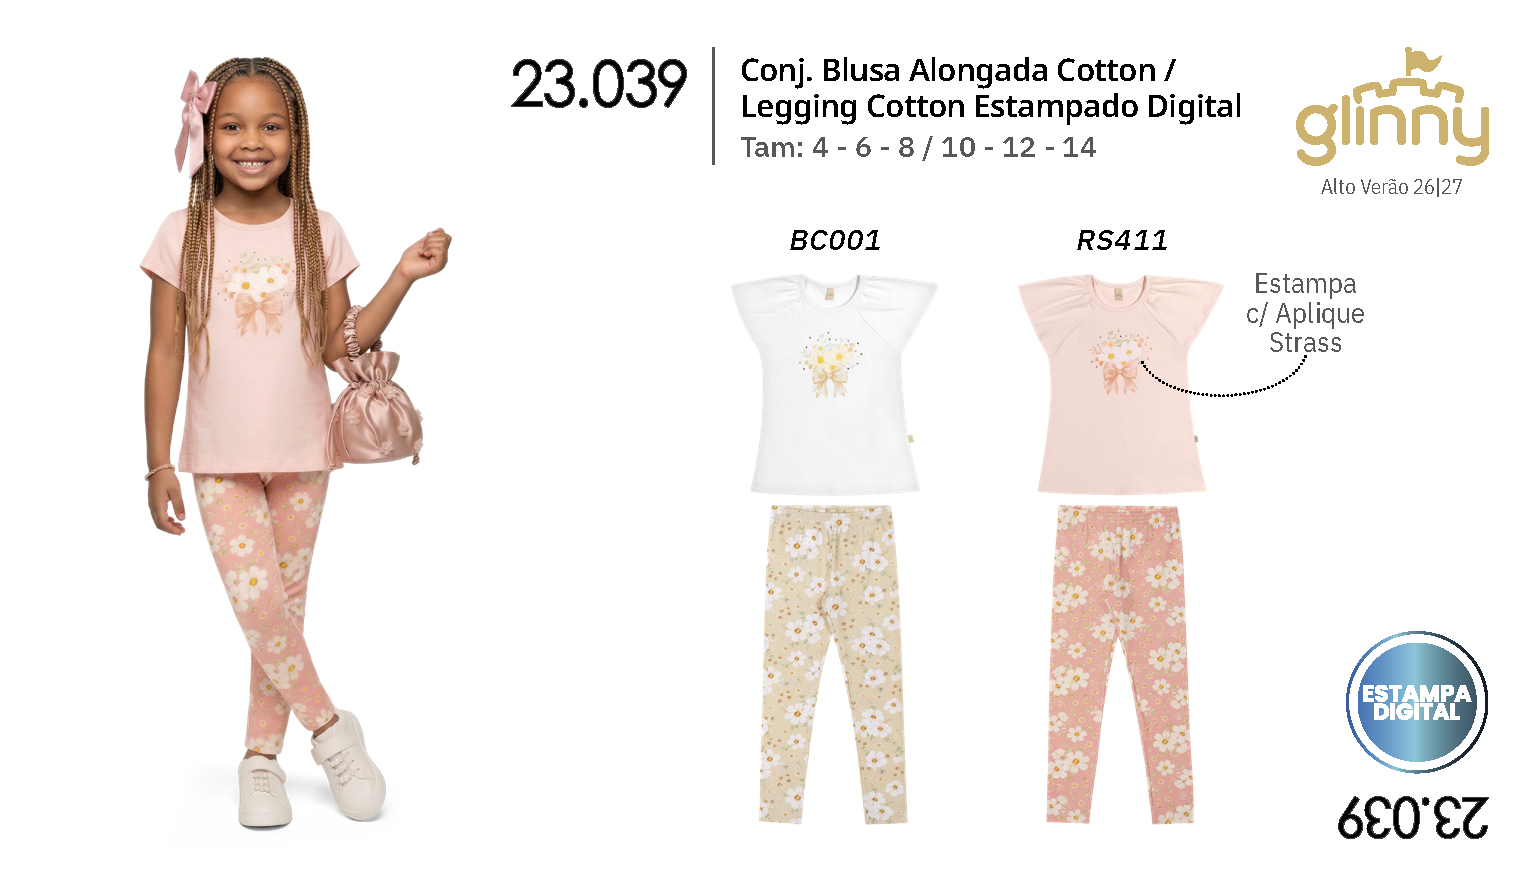 23.039
Conj. Blusa Alongada Cotton /
Legging Cotton Estampado Digital
Tam: 4 - 6 - 8 / 10 - 12 - 14
glinny
Alto Verão 26|27
BC001
RS411
Estampa
c/ Aplique
Strass
ESTAMPA
DIGITAL
23.039